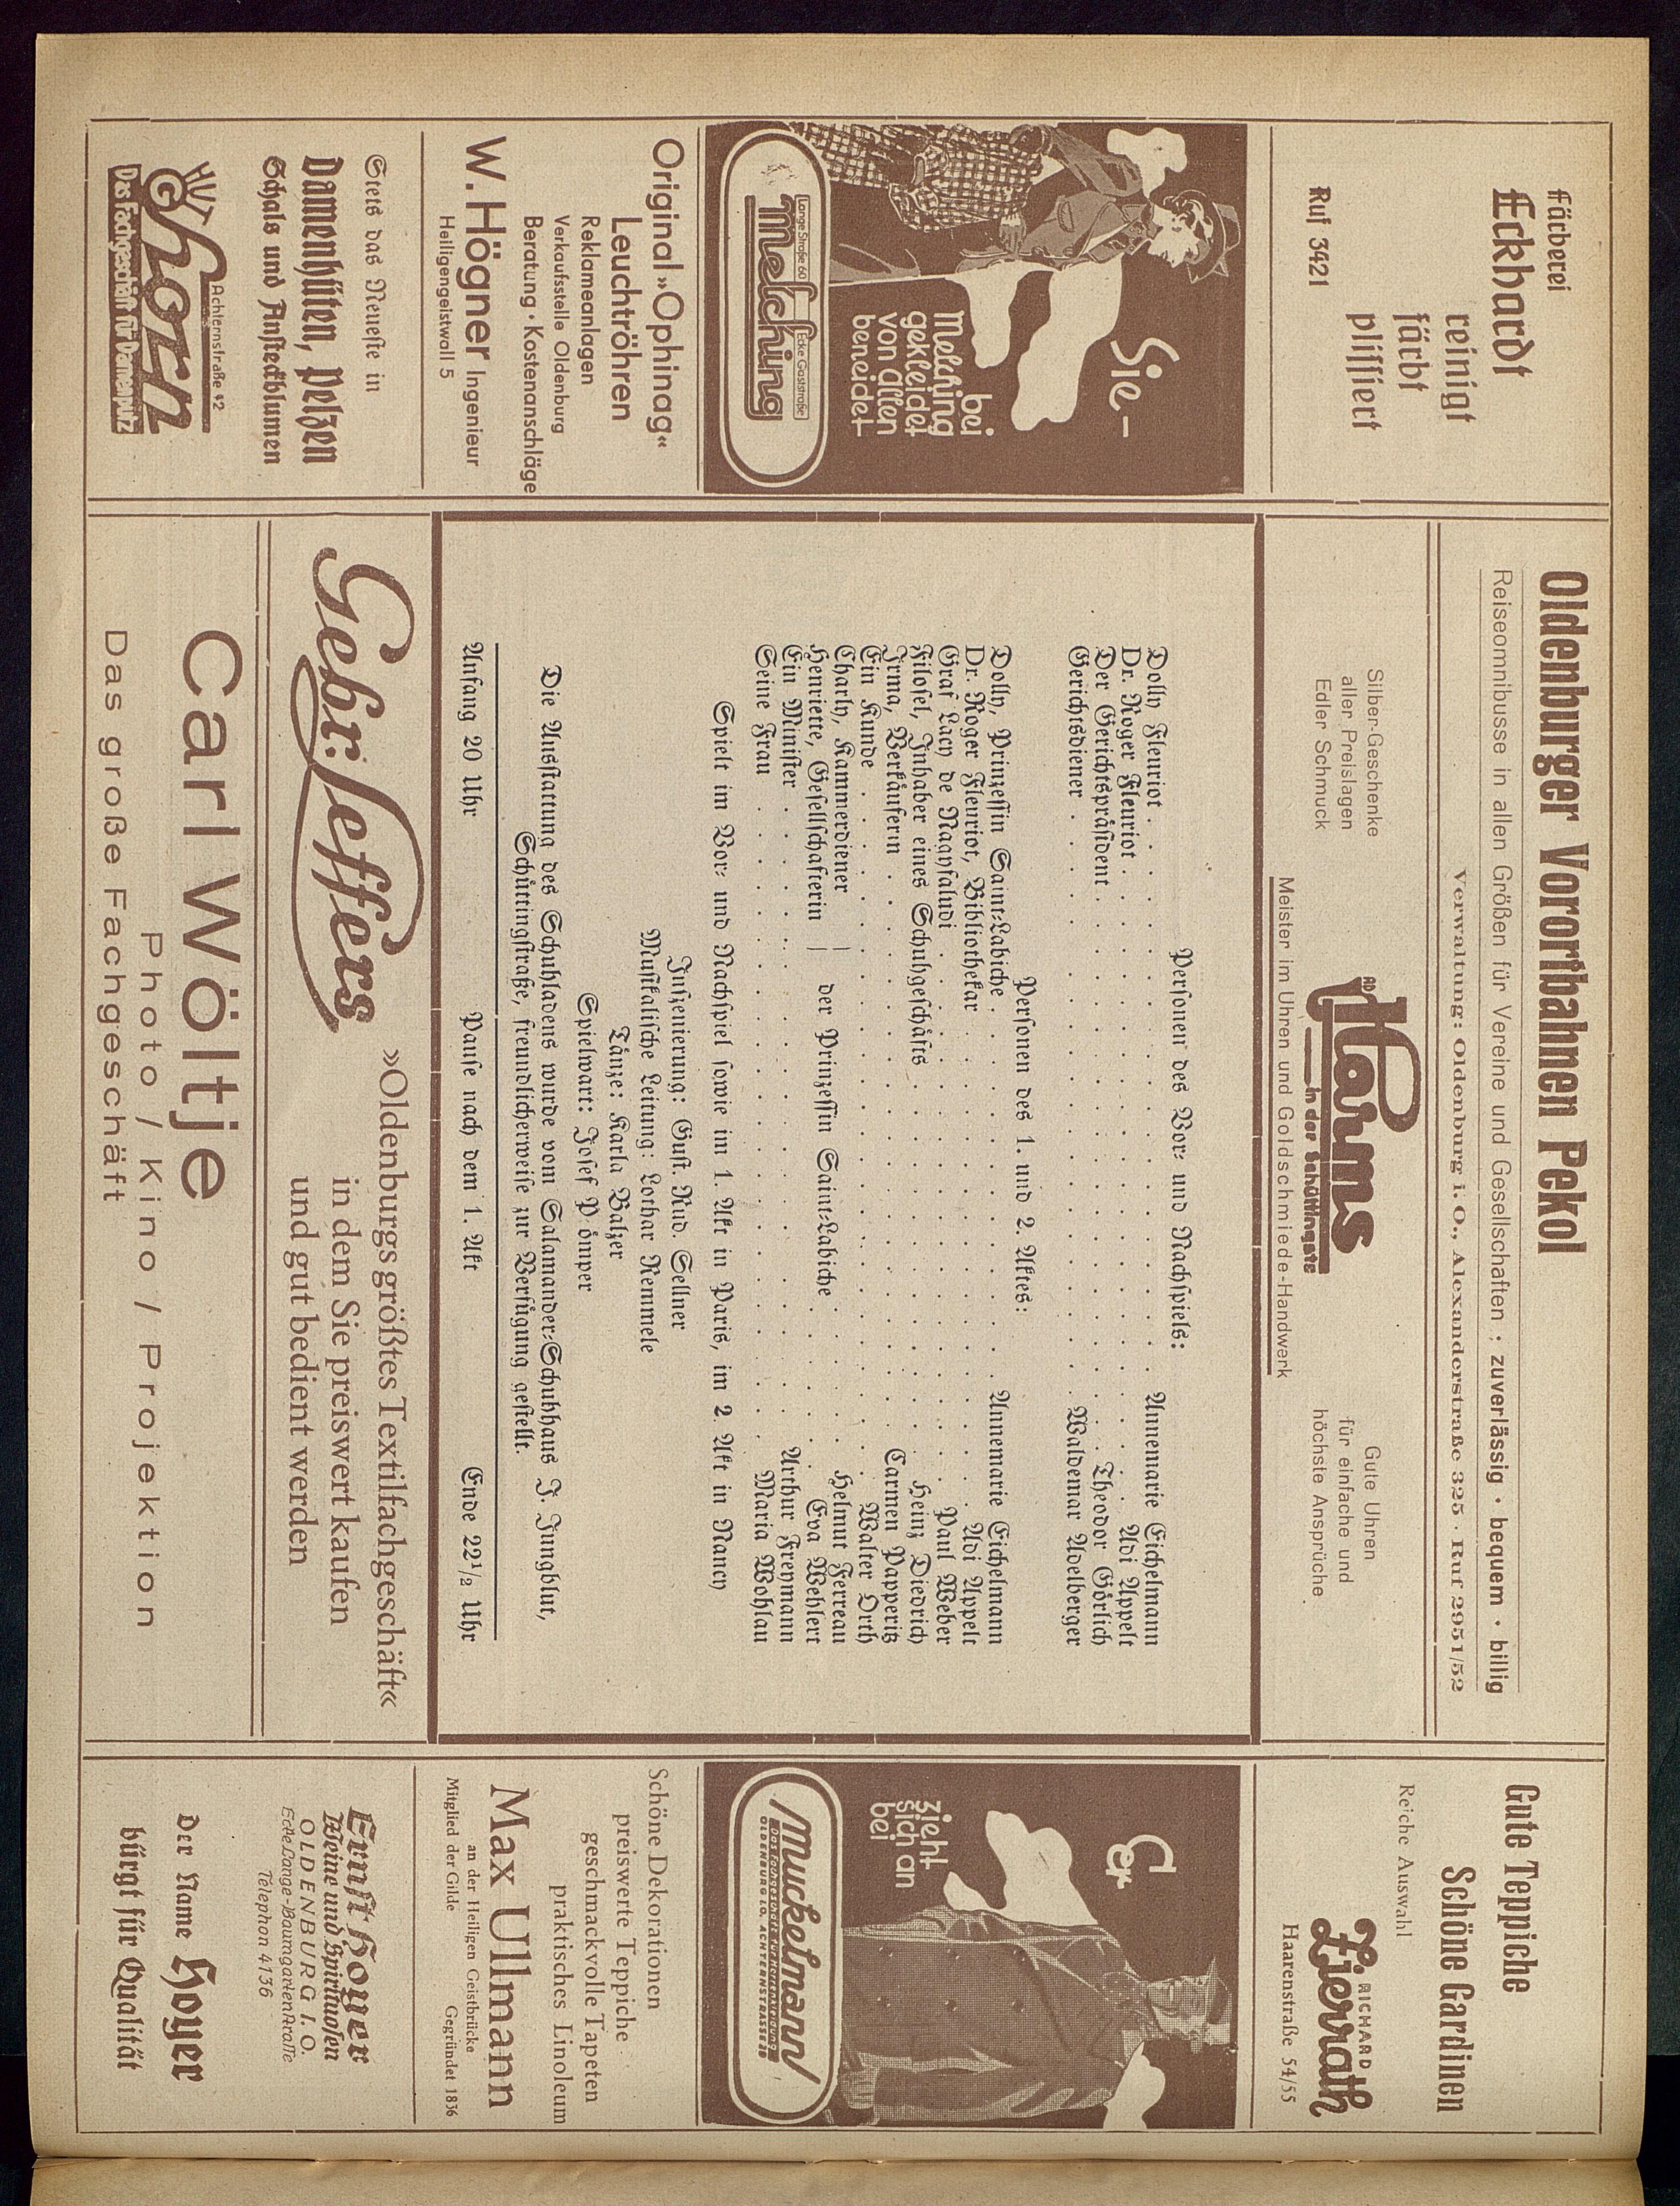 Färberei
Eckhardt
reinigt
färbt
plissiert
Ruf 3421
Sie–
bei
Melching
gekleidet
von allen
beneidet
Lange Straße 60 Ecke Gaststraße
Melching
Original »Ophinag«
Leuchtröhren
Reklameanlagen
Verkaufsstelle Oldenburg
Beratung · Kostenanschläge
W. Högner Ingenieur
Heiligengeistwall 5
Stets das Neueste in
Damenhüten, Pelzen
Schals und Ansteckblumen
HUT
Achternstraße 42
G Horn
Das Fachgeschäft für Damenputz
Oldenburger Vorortbahnen Pekol
Reiseomnibusse in allen Größen für Vereine und Gesellschaften ; zuverlässig · bequem · billig
Verwaltung: Oldenburg i. O., Alexanderstraße 325 · Ruf 2951/52
Silber-Geschenke
aller Preislagen
Edler Schmuck
AD Harms
in der Schüttingstr.
Meister im Uhren und Goldschmiede-Handwerk
Gute Uhren
für einfache und
höchste Ansprüche
Personen des Vor- und Nachspiels:
Dolly Fleuriot . . . Annemarie Eichelmann
Dr. Roger Fleuriot . . . Adi Appelt
Der Gerichtspräsident . . . Theodor Görlich
Gerichtsdiener . . . Waldemar Adelberger
Personen des 1. und 2. Aktes:
Dolly, Prinzessin Saint-Labiche . . . Annemarie Eichelmann
Dr. Roger Fleuriot, Bibliothekar . . . Adi Appelt
Graf Lacy de Nagyfaludi . . . Paul Weber
Filosel, Inhaber eines Schuhgeschäfts . . . Heinz Diedrich
Irma, Verkäuferin . . . Carmen Papperitz
Ein Kunde . . . Walter Orth
Charly, Kammerdiener . . . Helmut Ferreau
Henriette, Gesellschafterin | der Prinzessin Saint-Labiche . . . Eva Wehlert
Ein Minister . . . Arthur Freymann
Seine Frau . . . Maria Wohlau
Spielt im Vor- und Nachspiel sowie im 1. Akt in Paris, im 2. Akt in Nancy
Inszenierung: Gust. Rud. Sellner
Musikalische Leitung: Lothar Remmele
Tänze: Karla Balzer
Spielwart: Josef Pömper
Die Ausstattung des Schuhladens wurde vom Salamander-Schuhhaus J. Jungblut,
Schüttingstraße, freundlicherweise zur Verfügung gestellt.
Anfang 20 Uhr Pause nach dem 1. Akt Ende 22½ Uhr
Gebr. Leffers
»Oldenburgs größtes Textilfachgeschäft«
in dem Sie preiswert kaufen
und gut bedient werden
Carl Wöltje
Photo / Kino / Projektion
Das große Fachgeschäft
Gute Teppiche
Schöne Gardinen
Reiche Auswahl
RICHARD
Zierrath
Haarenstraße 54/55
Er
zieht
sich an
bei
Muckelmann
DAS FACHGESCHÄFT FÜR HERRENKLEIDUNG
OLDENBURG I.O. ACHTERNSTRASSE 38
Schöne Dekorationen
preiswerte Teppiche
geschmackvolle Tapeten
praktisches Linoleum
Max Ullmann
an der Heiligen Geistbrücke
Mitglied der Gilde Gegründet 1836
Ernst Hoyer
Weine und Spirituosen
OLDENBURG I. O.
Ecke Lange-Baumgartenstraße
Telephon 4136
Der Name Hoyer
bürgt für Qualität